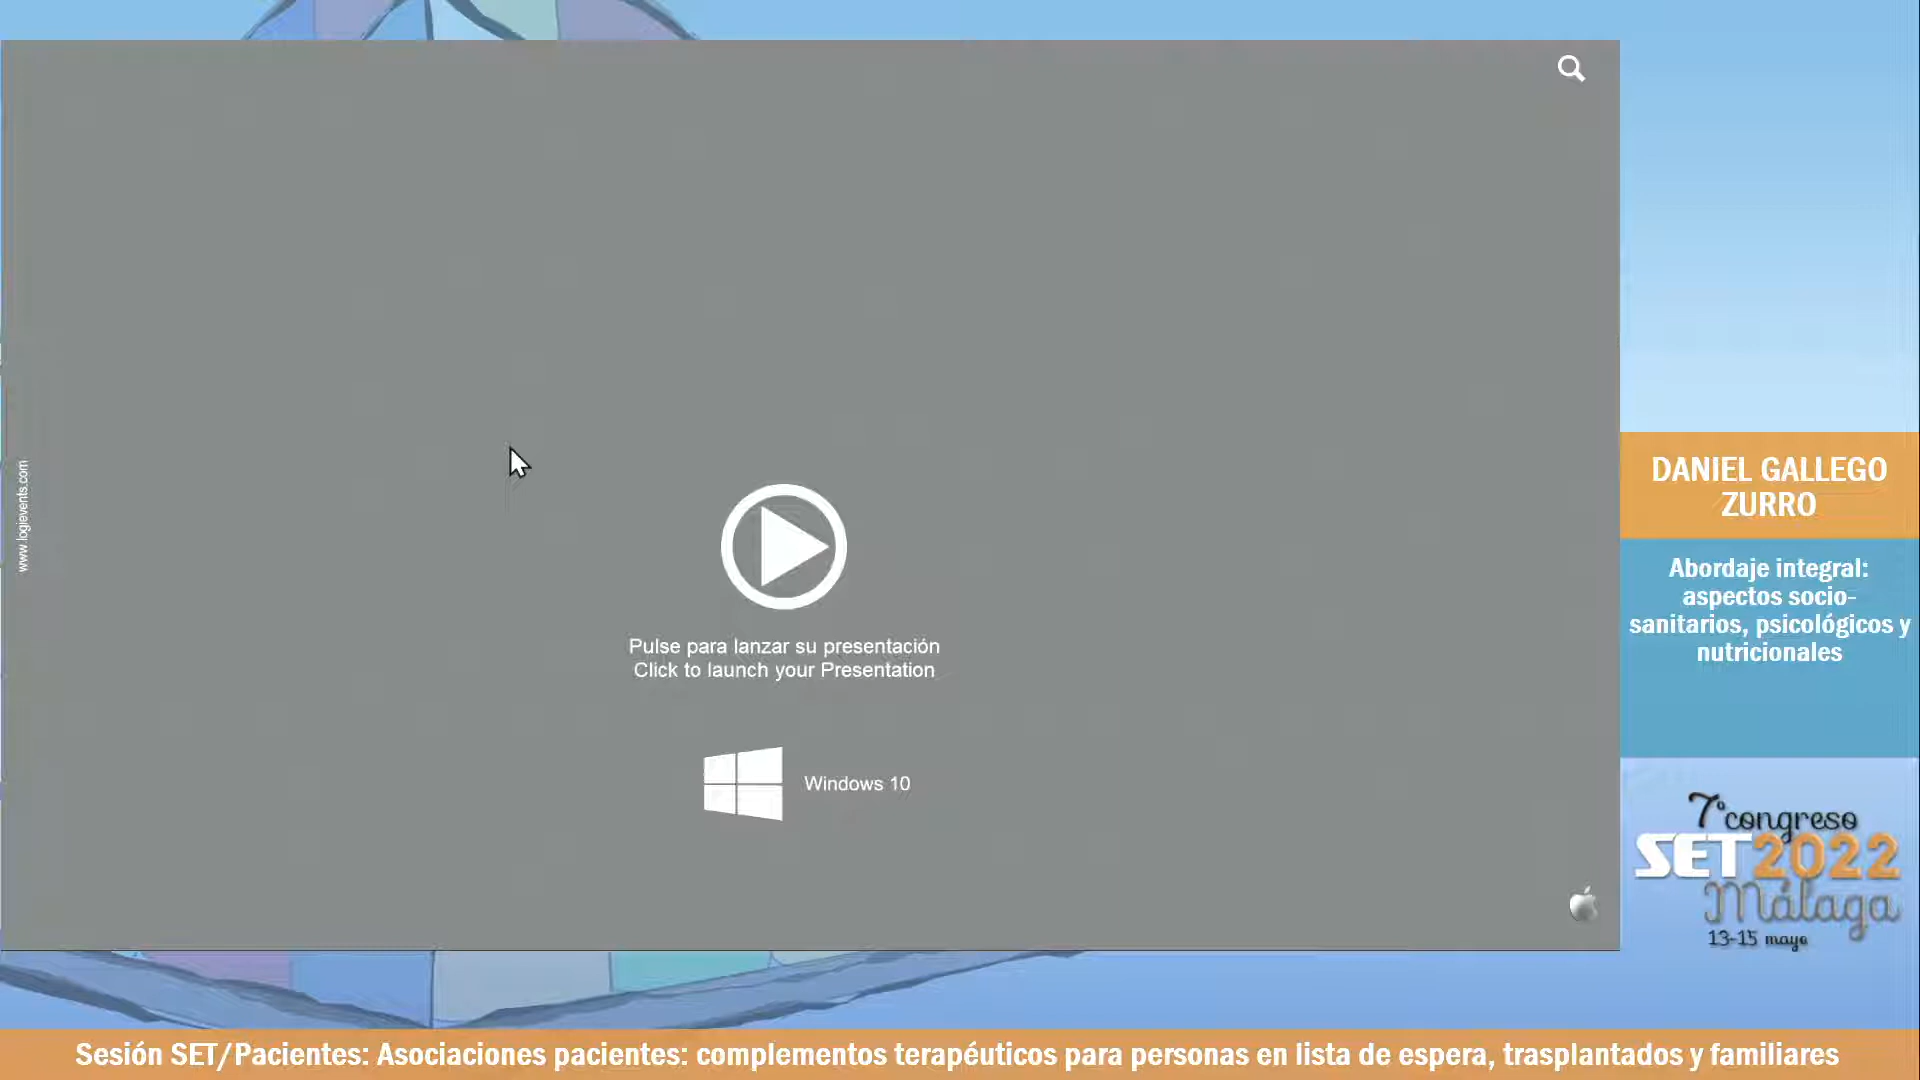 www.logievents.com
Pulse para lanzar su presentación
Click to launch your Presentation
Windows 10
DANIEL GALLEGO
ZURRO
Abordaje integral:
aspectos socio-
sanitarios, psicológicos y
nutricionales
7º congreso
SET2022
Málaga
13-15 mayo
Sesión SET/Pacientes: Asociaciones pacientes: complementos terapéuticos para personas en lista de espera, trasplantados y familiares